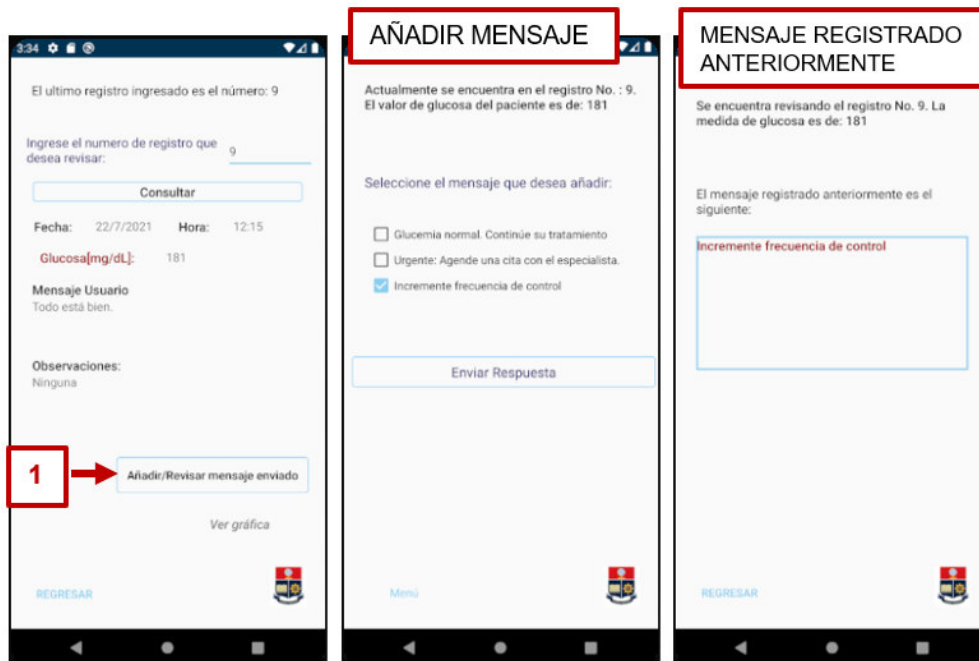 3:34
El ultimo registro ingresado es el número: 9
Ingrese el numero de registro que
desea revisar:
9
Consultar
Fecha: 22/7/2021 Hora: 12:15
Glucosa[mg/dL]: 181
Mensaje Usuario
Todo está bien.
Observaciones:
Ninguna
1
Añadir/Revisar mensaje enviado
Ver gráfica
REGRESAR
AÑADIR MENSAJE
Actualmente se encuentra en el registro No. : 9.
El valor de glucosa del paciente es de: 181
Seleccione el mensaje que desea añadir:
Glucemia normal. Continúe su tratamiento
Urgente: Agende una cita con el especialista.
Incremente frecuencia de control
Enviar Respuesta
Menú
MENSAJE REGISTRADO
ANTERIORMENTE
Se encuentra revisando el registro No. 9. La
medida de glucosa es de: 181
El mensaje registrado anteriormente es el
siguiente:
Incremente frecuencia de control
REGRESAR